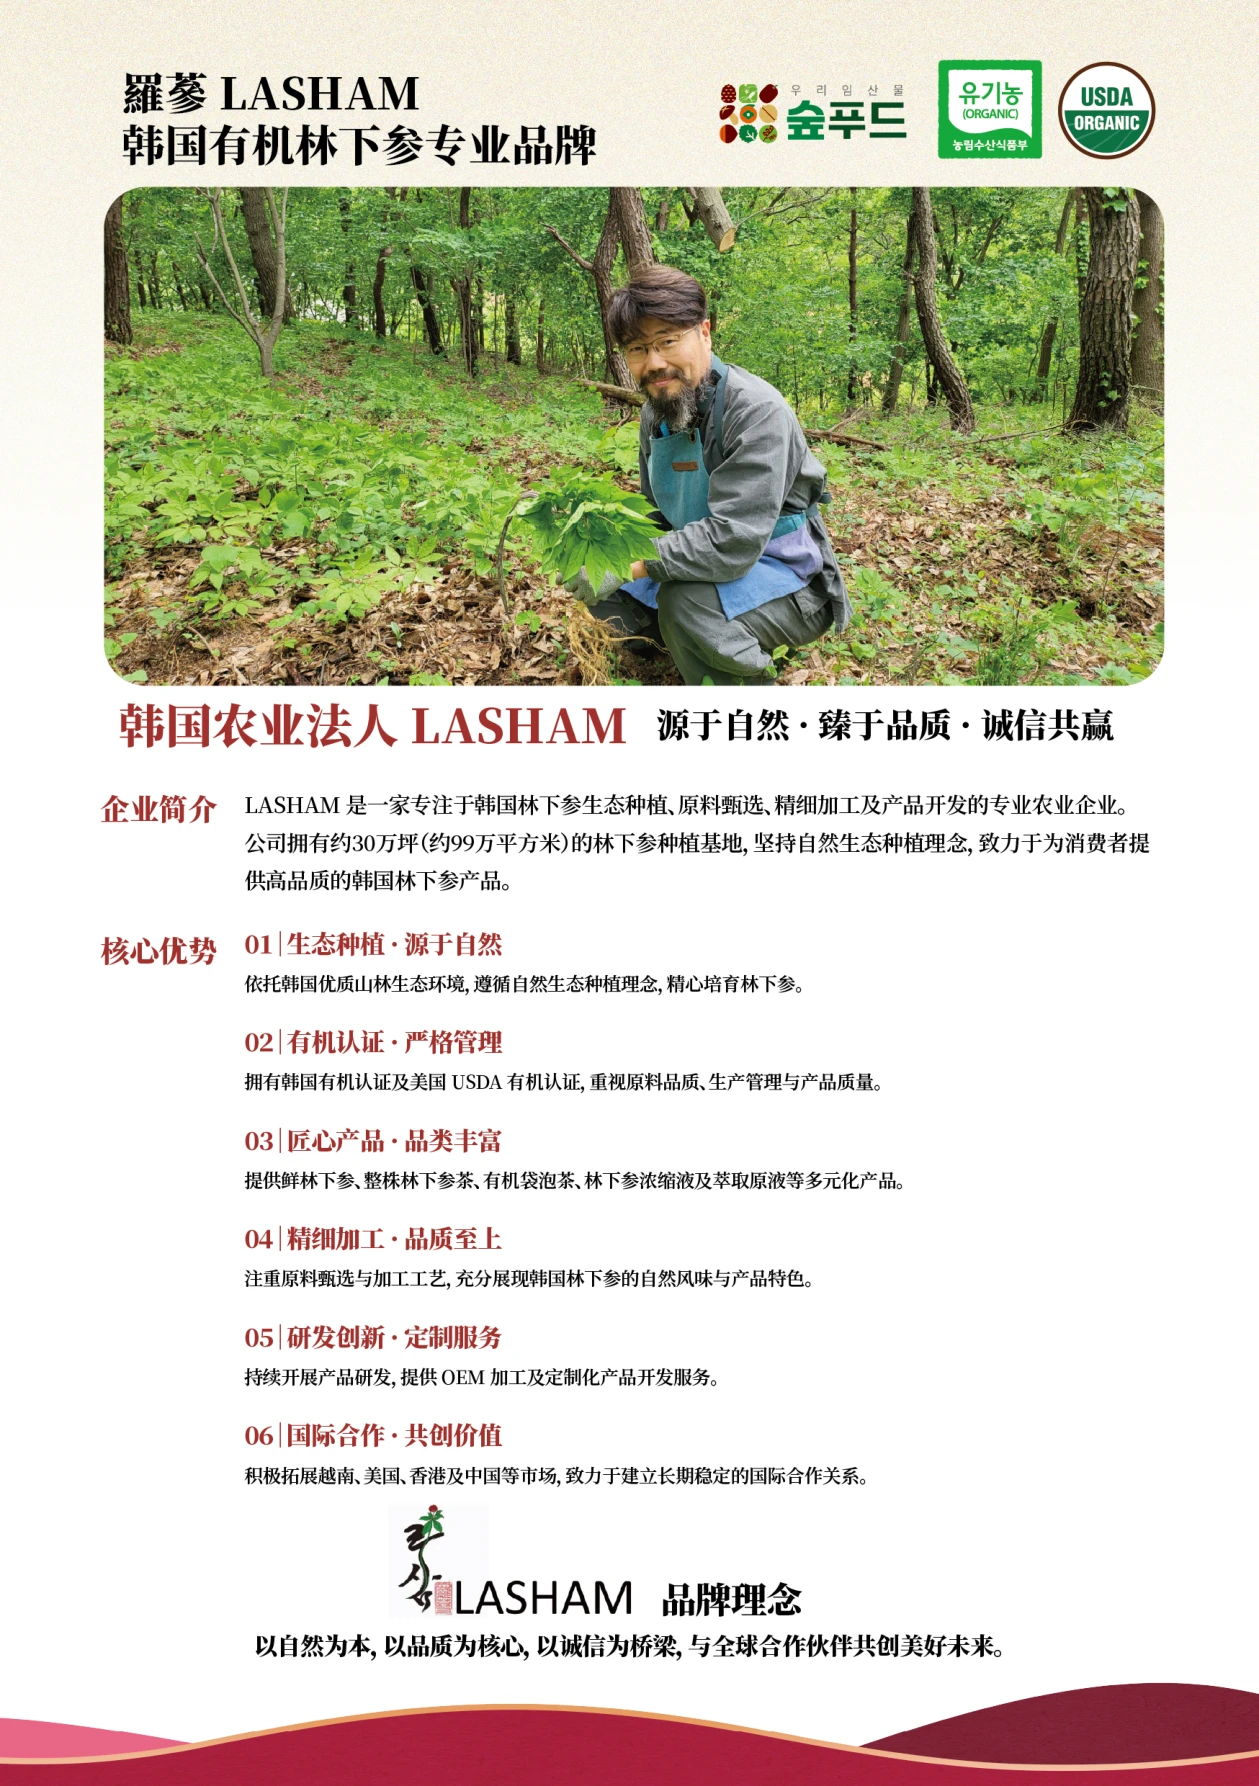 羅蔘 LASHAM
韩国有机林下参专业品牌
우리임산물
숲푸드
유기농
(ORGANIC)
농림축산식품부
USDA
ORGANIC
韩国农业法人 LASHAM
源于自然 · 臻于品质 · 诚信共赢
企业简介
LASHAM 是一家专注于韩国林下参生态种植、原料甄选、精细加工及产品开发的专业农业企业。
公司拥有约30万坪（约99万平方米）的林下参种植基地，坚持自然生态种植理念，致力于为消费者提
供高品质的韩国林下参产品。
核心优势
01|生态种植 · 源于自然
依托韩国优质山林生态环境，遵循自然生态种植理念，精心培育林下参。
02|有机认证 · 严格管理
拥有韩国有机认证及美国 USDA 有机认证，重视原料品质、生产管理与产品质量。
03|匠心产品 · 品类丰富
提供鲜林下参、整株林下参茶、有机袋泡茶、林下参浓缩液及萃取原液等多元化产品。
04|精细加工 · 品质至上
注重原料甄选与加工工艺，充分展现韩国林下参的自然风味与产品特色。
05|研发创新 · 定制服务
持续开展产品研发，提供 OEM 加工及定制化产品开发服务。
06|国际合作 · 共创价值
积极拓展越南、美国、香港及中国等市场，致力于建立长期稳定的国际合作关系。
라삼
LASHAM
品牌理念
以自然为本，以品质为核心，以诚信为桥梁，与全球合作伙伴共创美好未来。